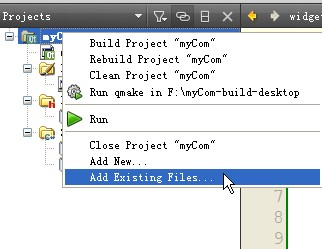 Projects
widge
myCo
Build Project "myCom"
Rebuild Project "myCom"
Clean Project "myCom"
Run qmake in F:\myCom-build-desktop
Run
Close Project "myCom"
Add New...
Add Existing Files...
7
8
9